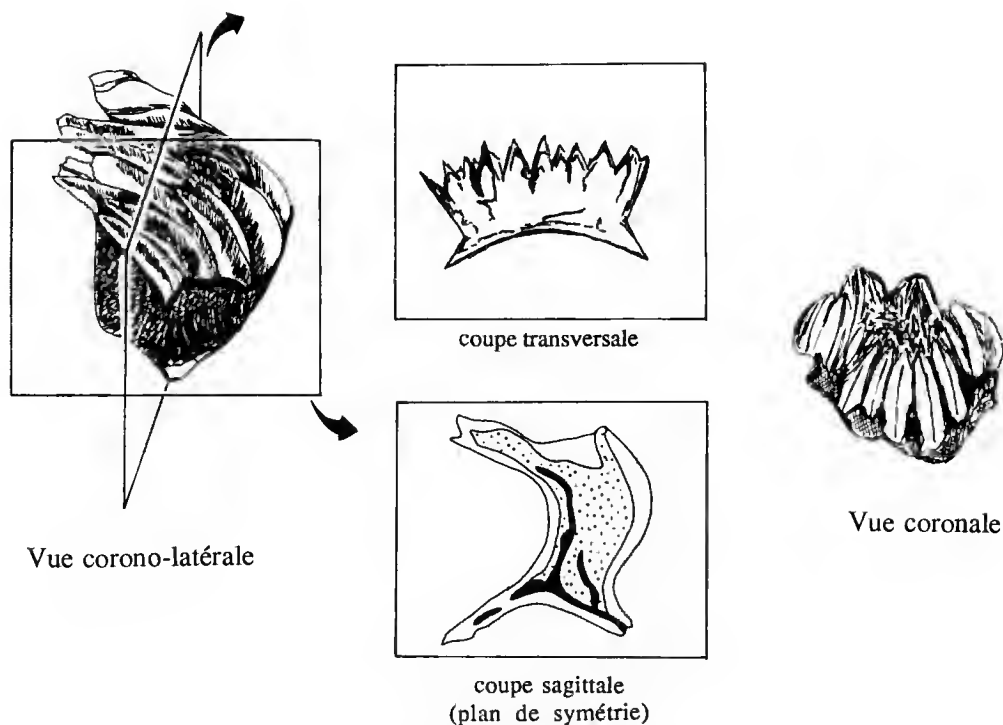 coupe transversale
Vue coronale
Vue corono-latérale
coupe sagittale
(plan de symétrie)